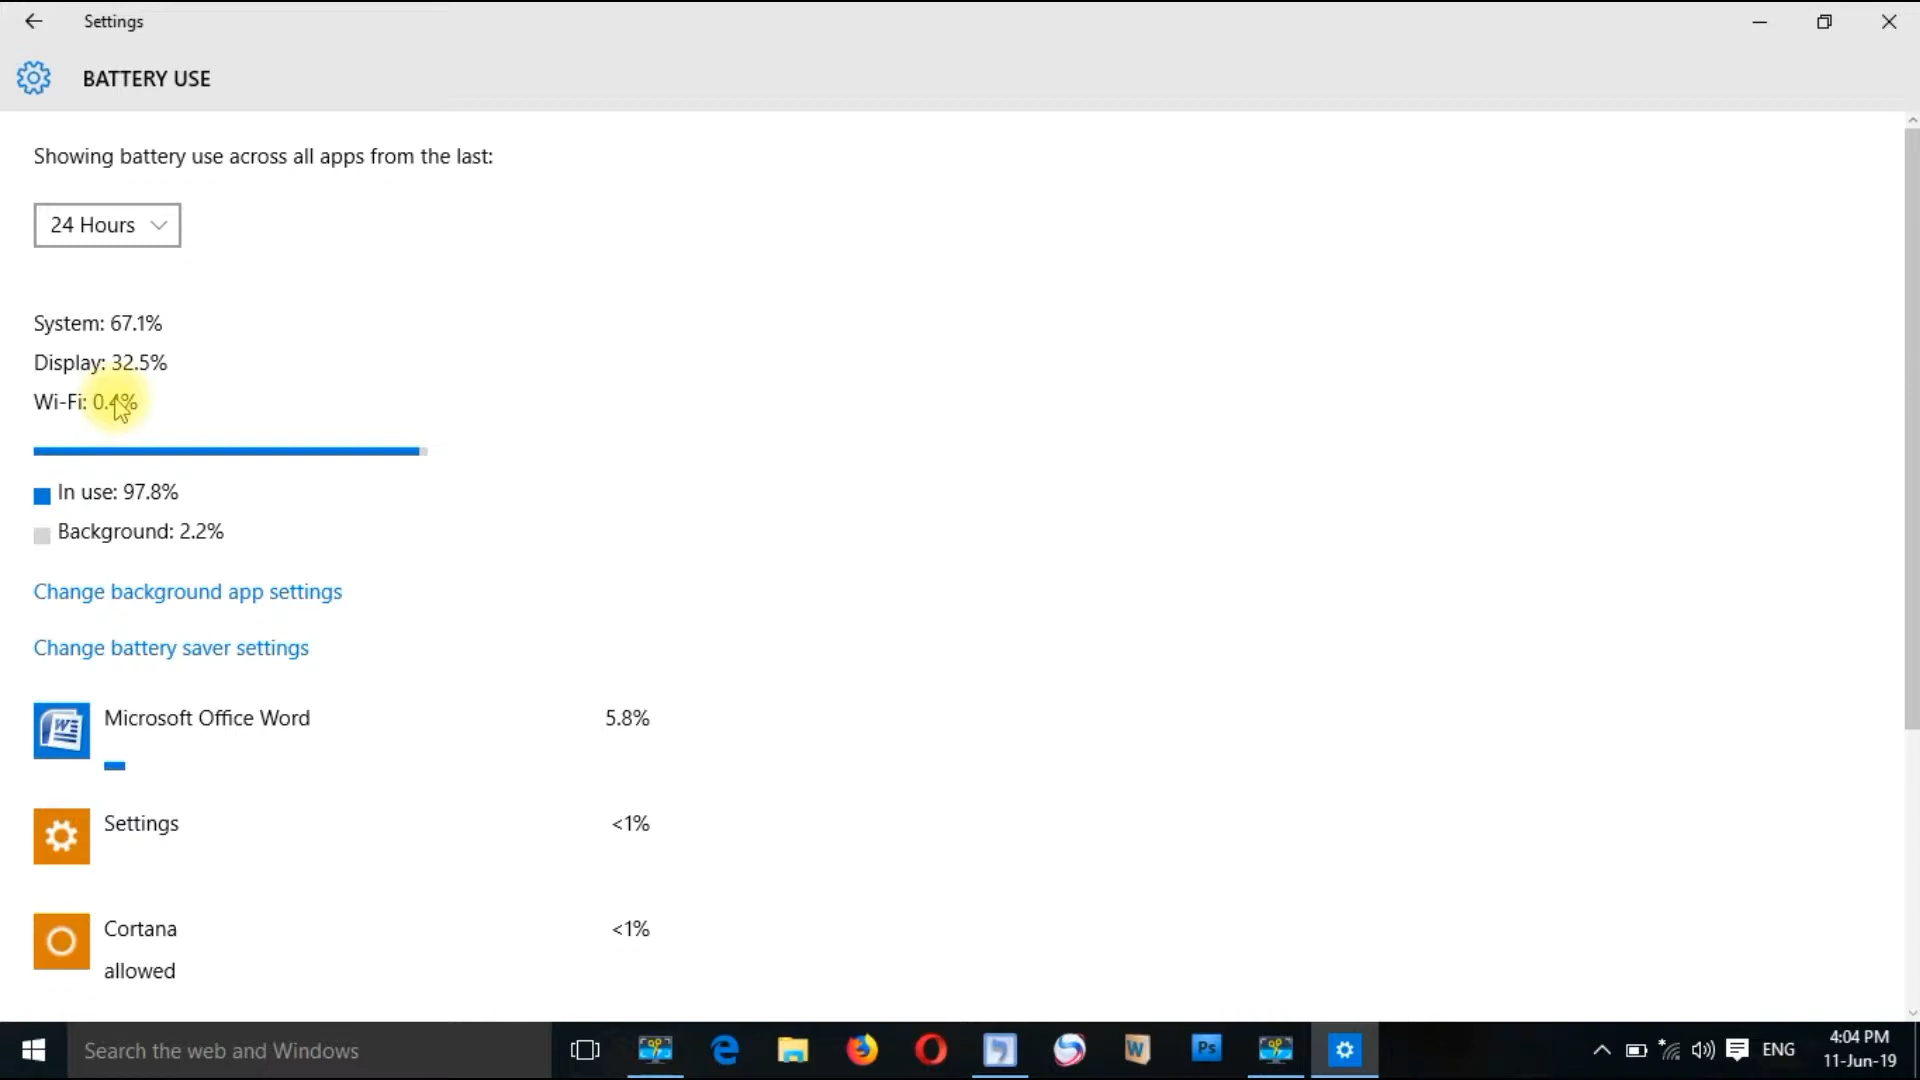 Settings
BATTERY USE
Showing battery use across all apps from the last:
24 Hours
System: 67.1%
Display: 32.5%
Wi-Fi: 0.4%
In use: 97.8%
Background: 2.2%
Change background app settings
Change battery saver settings
Microsoft Office Word 5.8%
Settings <1%
Cortana <1%
allowed
Search the web and Windows
W
Ps
ENG
4:04 PM
11-Jun-19